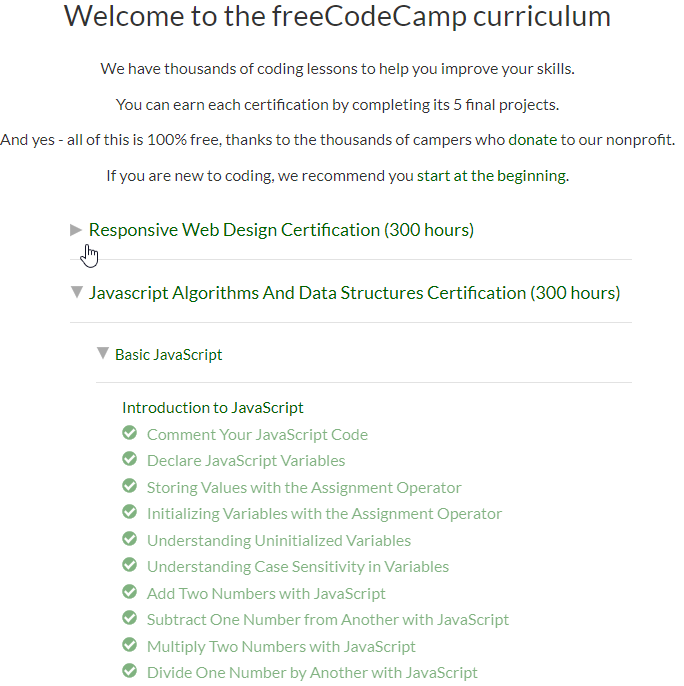 Welcome to the freeCodeCamp curriculum
We have thousands of coding lessons to help you improve your skills.
You can earn each certification by completing its 5 final projects.
And yes - all of this is 100% free, thanks to the thousands of campers who donate to our nonprofit.
If you are new to coding, we recommend you start at the beginning.
Responsive Web Design Certification (300 hours)
Javascript Algorithms And Data Structures Certification (300 hours)
Basic JavaScript
Introduction to JavaScript
Comment Your JavaScript Code
Declare JavaScript Variables
Storing Values with the Assignment Operator
Initializing Variables with the Assignment Operator
Understanding Uninitialized Variables
Understanding Case Sensitivity in Variables
Add Two Numbers with JavaScript
Subtract One Number from Another with JavaScript
Multiply Two Numbers with JavaScript
Divide One Number by Another with JavaScript